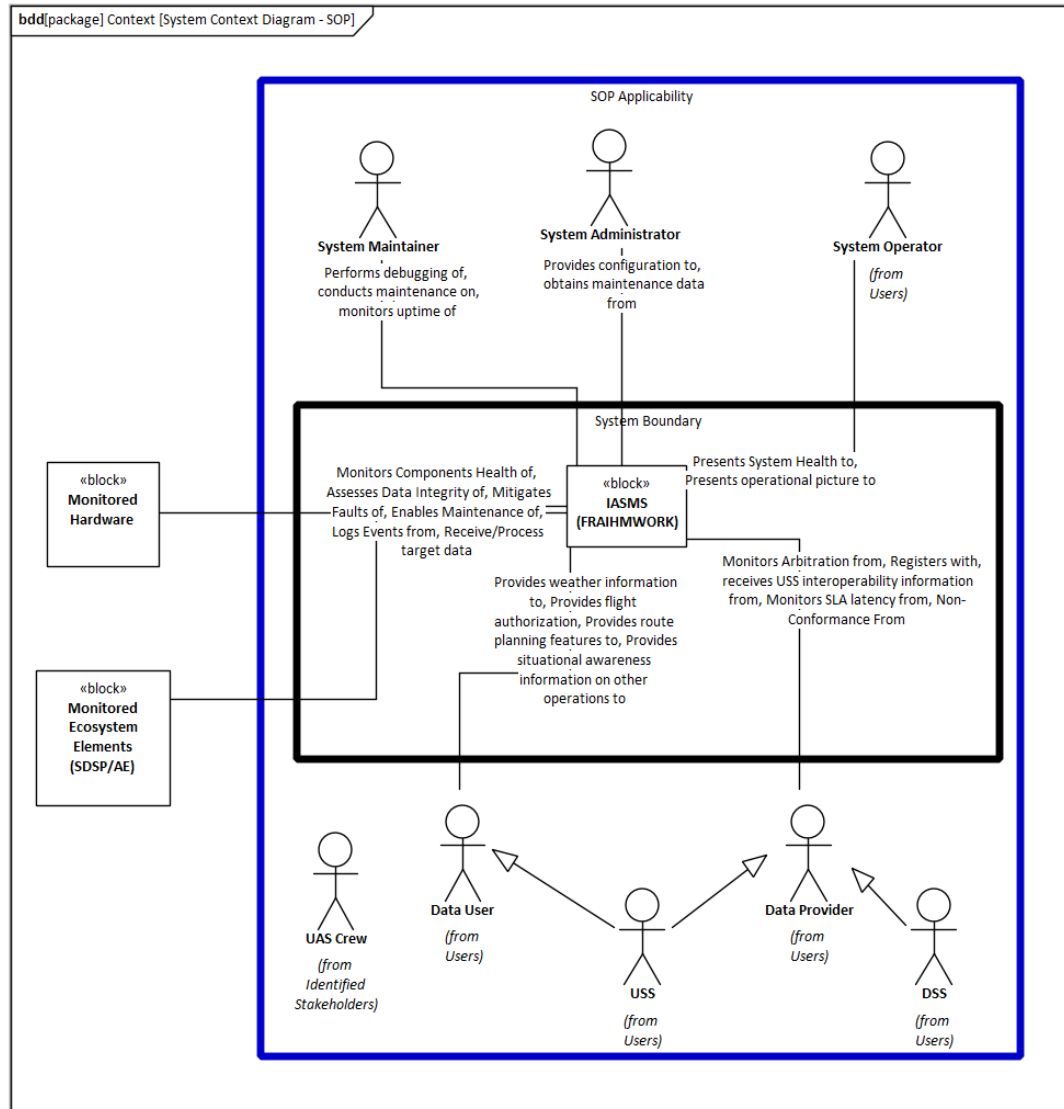 bdd[package] Context [System Context Diagram - SOP]
SOP Applicability
System Maintainer
Performs debugging of,
conducts maintenance on,
monitors uptime of
System Administrator
Provides configuration to,
obtains maintenance data
from
System Operator
(from
Users)
System Boundary
«block»
Monitored
Hardware
Monitors Components Health of,
Assesses Data Integrity of, Mitigates
Faults of, Enables Maintenance of,
Logs Events from, Receive/Process
target data
«block»
IASMS
(FRAIHMWORK)
Presents System Health to,
Presents operational picture to
Provides weather information
to, Provides flight
authorization, Provides route
planning features to, Provides
situational awareness
information on other
operations to
Monitors Arbitration from, Registers with,
receives USS interoperability information
from, Monitors SLA latency from, Non-
Conformance From
«block»
Monitored
Ecosystem
Elements
(SDSP/AE)
UAS Crew
(from
Identified
Stakeholders)
Data User
(from
Users)
USS
(from
Users)
Data Provider
(from
Users)
DSS
(from
Users)